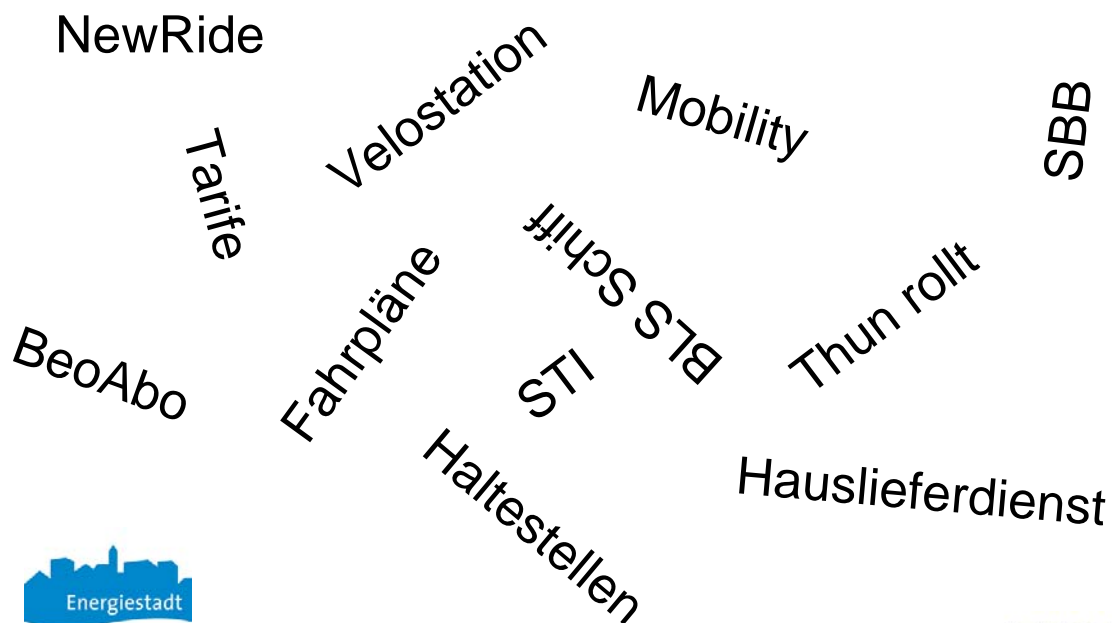 NewRide
Velostation
Mobility
SBB
Tarife
BLS Schiff
Fahrpläne
Thun rollt
BeoAbo
STI
Haltestellen
Hauslieferdienst
Energiestadt